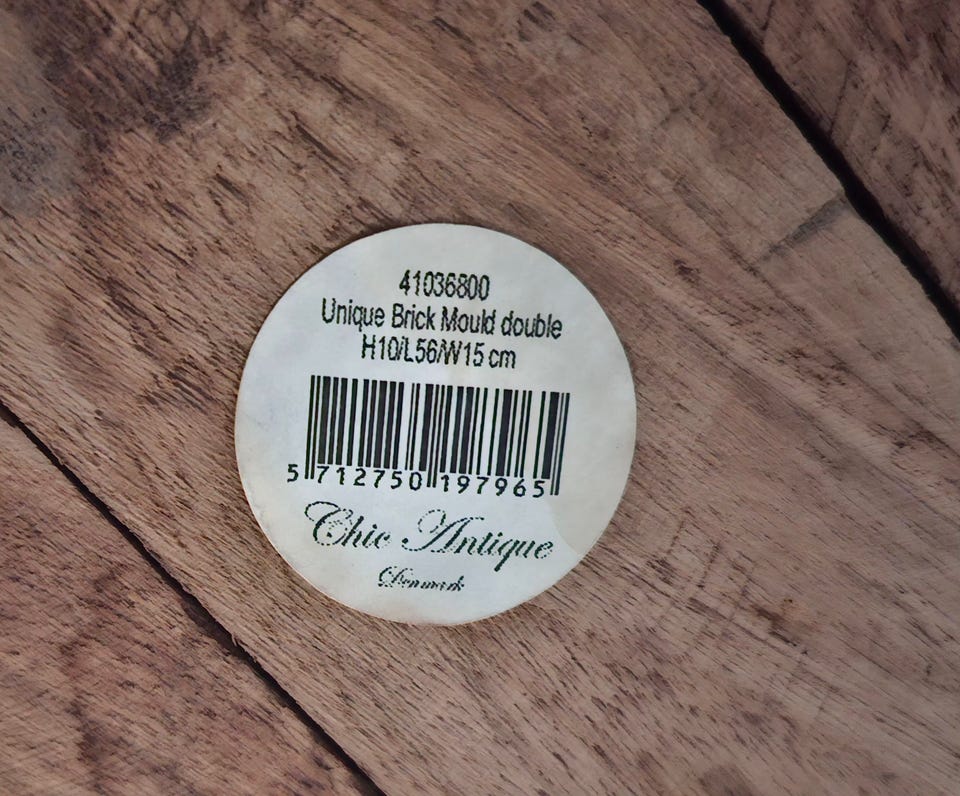 41036800
Unique Brick Mould double
H10/L56/W15 cm
5 712750 197965
Chic Antique
Denmark